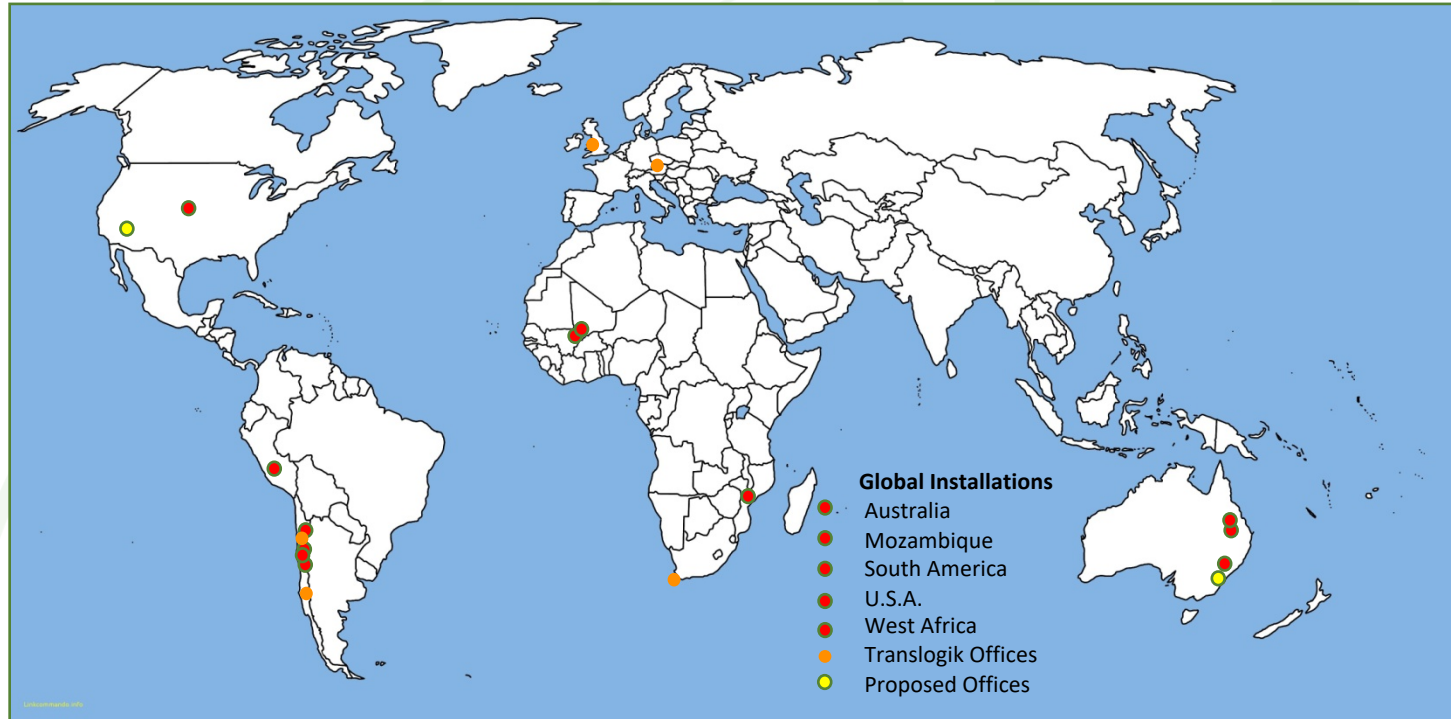 Global Installations
Australia
Mozambique
South America
U.S.A.
West Africa
Translogik Offices
Proposed Offices